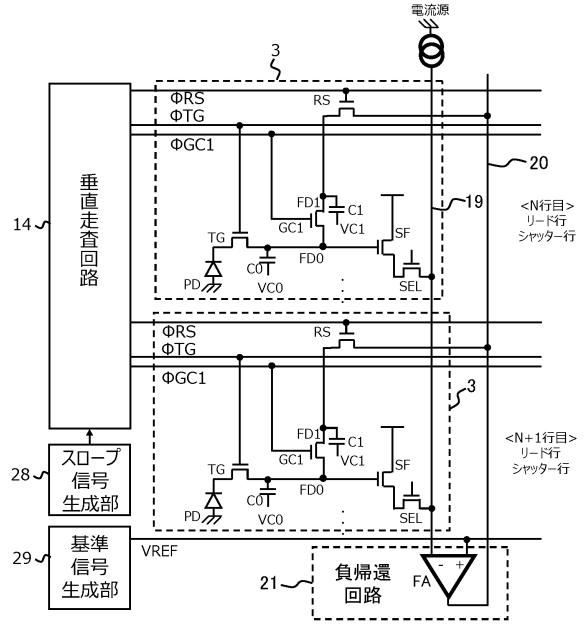 電流源
3
ΦRS
ΦTG
ΦGC1
RS
20
19
<N行目>
リード行
シャッター行
14
垂直走査回路
FD1
C1
GC1
VC1
SF
TG
C0
FD0
PD
VC0
SEL
ΦRS
ΦTG
ΦGC1
RS
3
FD1
C1
GC1
VC1
SF
<N+1行目>
リード行
シャッター行
28
スロープ
信号
生成部
TG
C0
FD0
PD
VC0
SEL
29
基準
信号
生成部
VREF
21
負帰還
回路
FA
- +